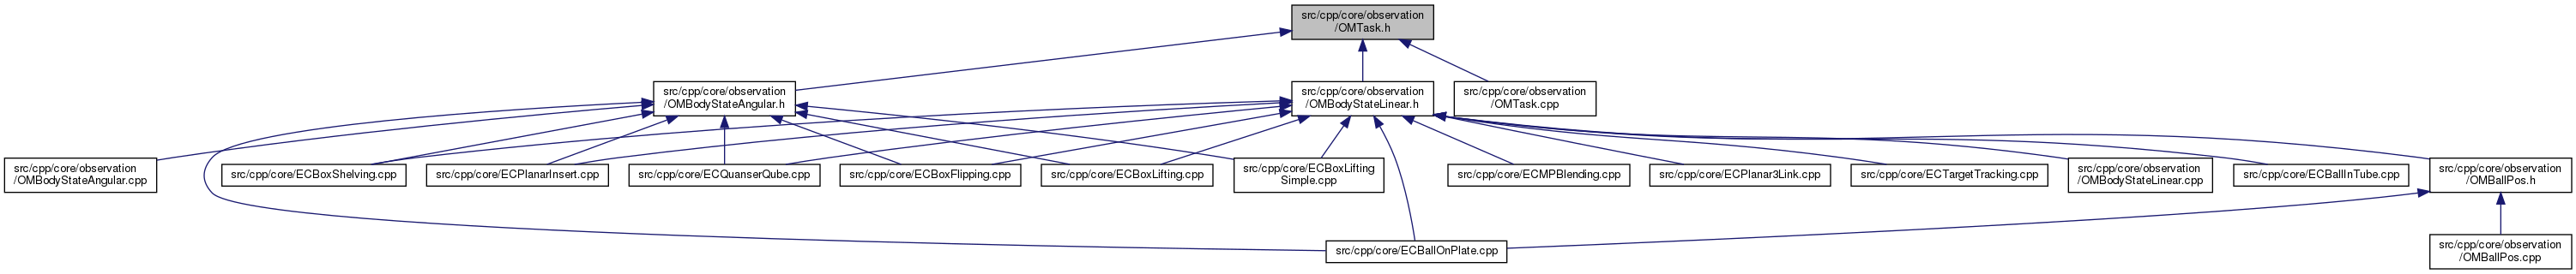 src/cpp/core/observation
/OMTask.h
src/cpp/core/observation
/OMBodyStateAngular.h
src/cpp/core/observation
/OMBodyStateLinear.h
src/cpp/core/observation
/OMTask.cpp
src/cpp/core/observation
/OMBodyStateAngular.cpp
src/cpp/core/ECBoxShelving.cpp
src/cpp/core/ECPlanarInsert.cpp
src/cpp/core/ECQuanserQube.cpp
src/cpp/core/ECBoxFlipping.cpp
src/cpp/core/ECBoxLifting.cpp
src/cpp/core/ECBoxLifting
Simple.cpp
src/cpp/core/ECMPBlending.cpp
src/cpp/core/ECPlanar3Link.cpp
src/cpp/core/ECTargetTracking.cpp
src/cpp/core/observation
/OMBodyStateLinear.cpp
src/cpp/core/ECBallInTube.cpp
src/cpp/core/observation
/OMBallPos.h
src/cpp/core/ECBallOnPlate.cpp
src/cpp/core/observation
/OMBallPos.cpp